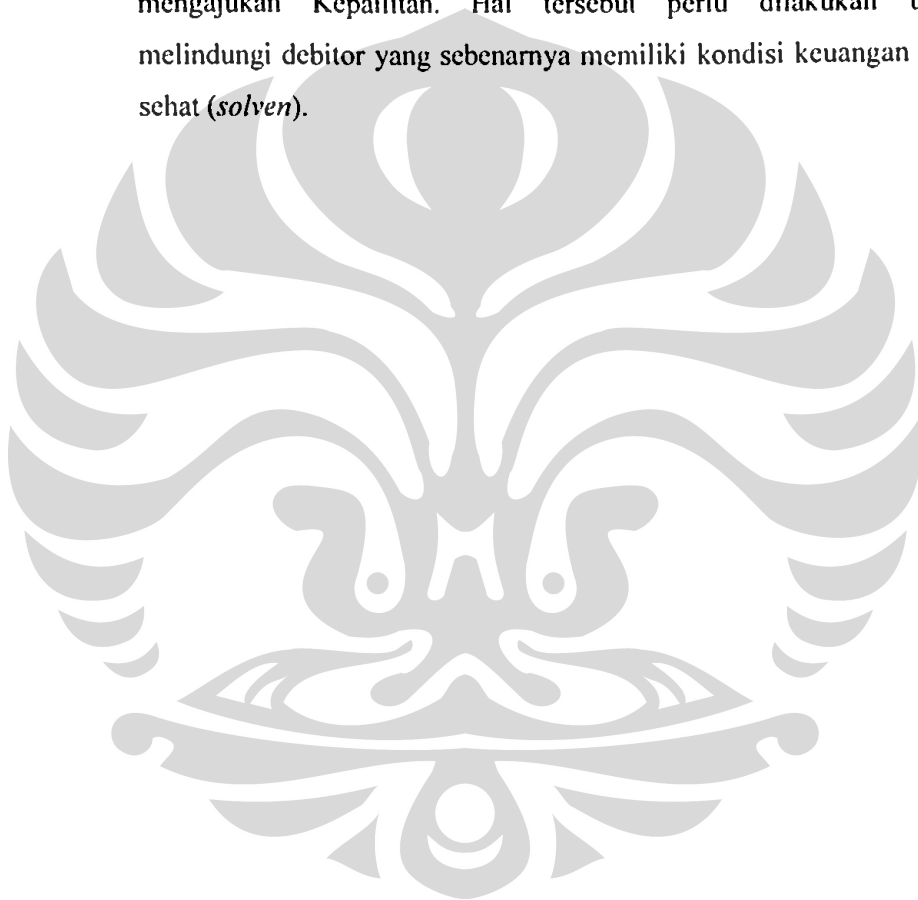 mengajukan Kepailitan. Hal tersebut perlu dilakukan
melindungi debitor yang sebenarnya memiliki kondisi keuangan
sehat (solven).